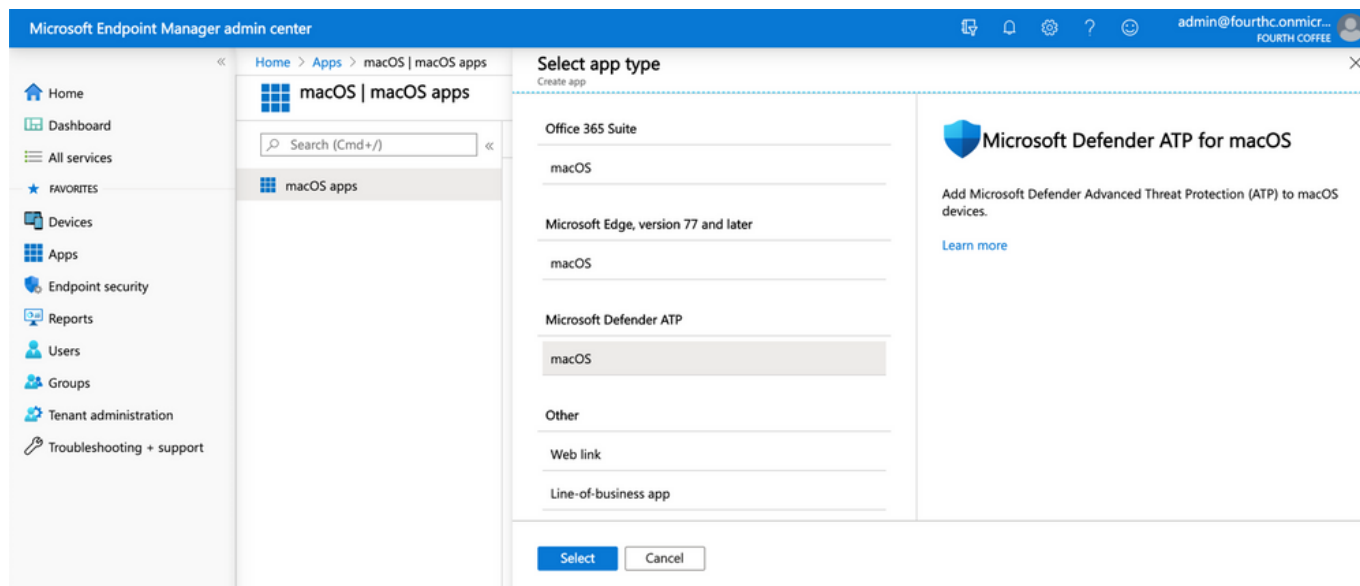 Microsoft Endpoint Manager admin center
admin@fourthc.onmicr...
FOURTH COFFEE
«
Home
Dashboard
All services
FAVORITES
Devices
Apps
Endpoint security
Reports
Users
Groups
Tenant administration
Troubleshooting + support
Home > Apps > macOS | macOS apps
macOS | macOS apps
Search (Cmd+/)
«
macOS apps
Select app type
Create app
Office 365 Suite
macOS
Microsoft Edge, version 77 and later
macOS
Microsoft Defender ATP
macOS
Other
Web link
Line-of-business app
Select
Cancel
Microsoft Defender ATP for macOS
Add Microsoft Defender Advanced Threat Protection (ATP) to macOS
devices.
Learn more